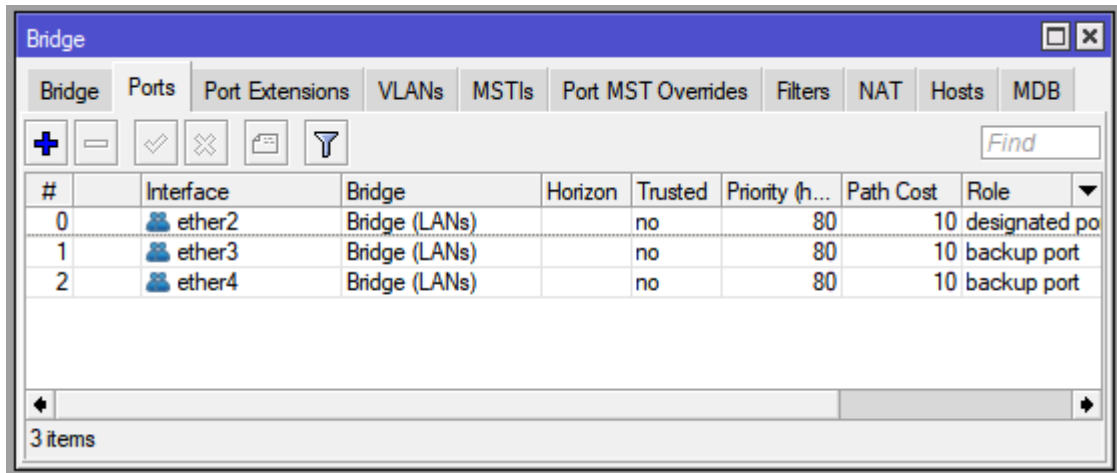 Bridge
Bridge Ports Port Extensions VLANs MSTIs Port MST Overrides Filters NAT Hosts MDB
Find
# Interface Bridge Horizon Trusted Priority (h... Path Cost Role
0 ether2 Bridge (LANs) no 80 10 designated po
1 ether3 Bridge (LANs) no 80 10 backup port
2 ether4 Bridge (LANs) no 80 10 backup port
3 items